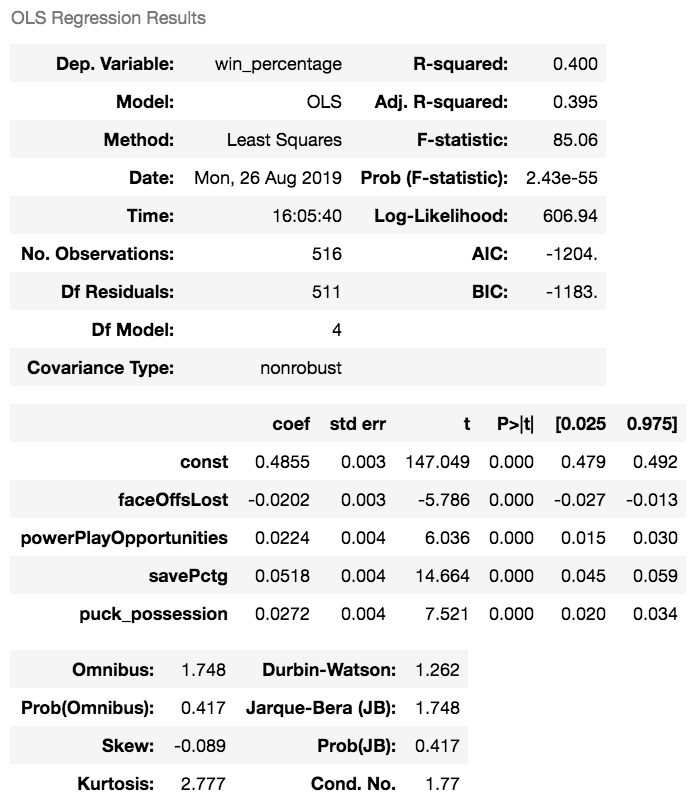 OLS Regression Results
Dep. Variable: win_percentage R-squared: 0.400
Model: OLS Adj. R-squared: 0.395
Method: Least Squares F-statistic: 85.06
Date: Mon, 26 Aug 2019 Prob (F-statistic): 2.43e-55
Time: 16:05:40 Log-Likelihood: 606.94
No. Observations: 516 AIC: -1204.
Df Residuals: 511 BIC: -1183.
Df Model: 4
Covariance Type: nonrobust
coef std err t P>|t| [0.025 0.975]
const 0.4855 0.003 147.049 0.000 0.479 0.492
faceOffsLost -0.0202 0.003 -5.786 0.000 -0.027 -0.013
powerPlayOpportunities 0.0224 0.004 6.036 0.000 0.015 0.030
savePctg 0.0518 0.004 14.664 0.000 0.045 0.059
puck_possession 0.0272 0.004 7.521 0.000 0.020 0.034
Omnibus: 1.748 Durbin-Watson: 1.262
Prob(Omnibus): 0.417 Jarque-Bera (JB): 1.748
Skew: -0.089 Prob(JB): 0.417
Kurtosis: 2.777 Cond. No. 1.77